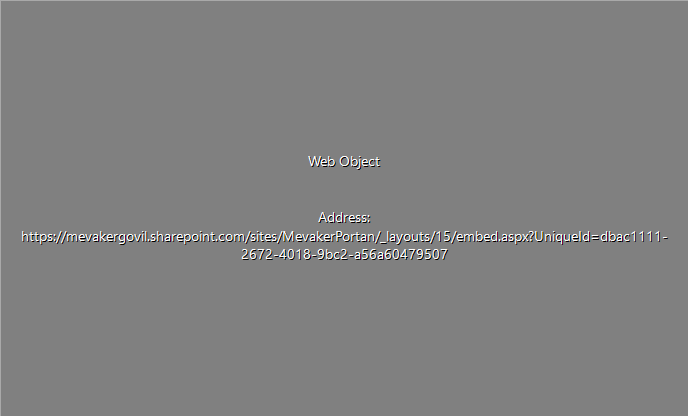 Web Object
Address:
https://mevakergovil.sharepoint.com/sites/MevakerPortan/_layouts/15/embed.aspx?UniqueId=dbac1111-
2672-4018-9bc2-a56a60479507